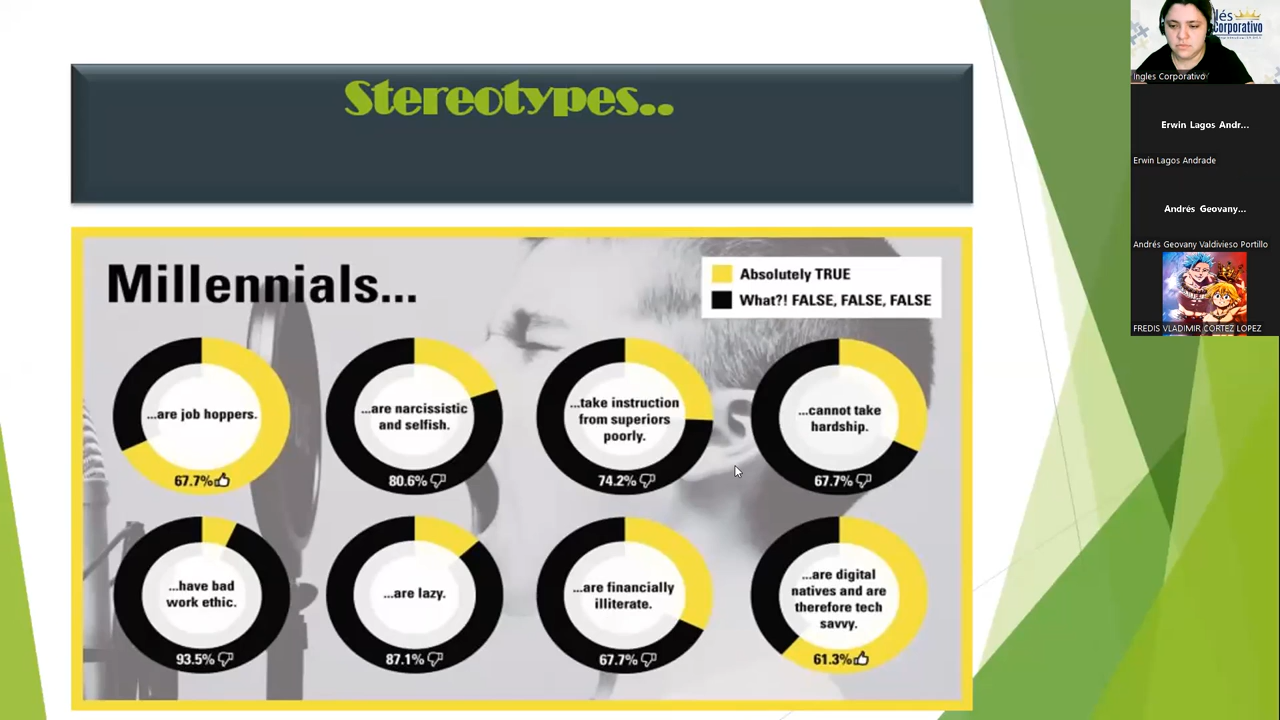 Stereotypes..
Millennials...
Absolutely TRUE
What?! FALSE, FALSE, FALSE
...are job hoppers.
67.7%
...are narcissistic
and selfish.
80.6%
...take instruction
from superiors
poorly.
74.2%
...cannot take
hardship.
67.7%
...have bad
work ethic.
93.5%
...are lazy.
87.1%
...are financially
illiterate.
67.7%
...are digital
natives and are
therefore tech
savvy.
61.3%
lés
Corporativo
Ingles Corporativo
Erwin Lagos Andr...
Erwin Lagos Andrade
Andrés Geovany...
Andrés Geovany Valdivieso Portillo
FREDIS VLADIMIR CORTEZ LOPEZ